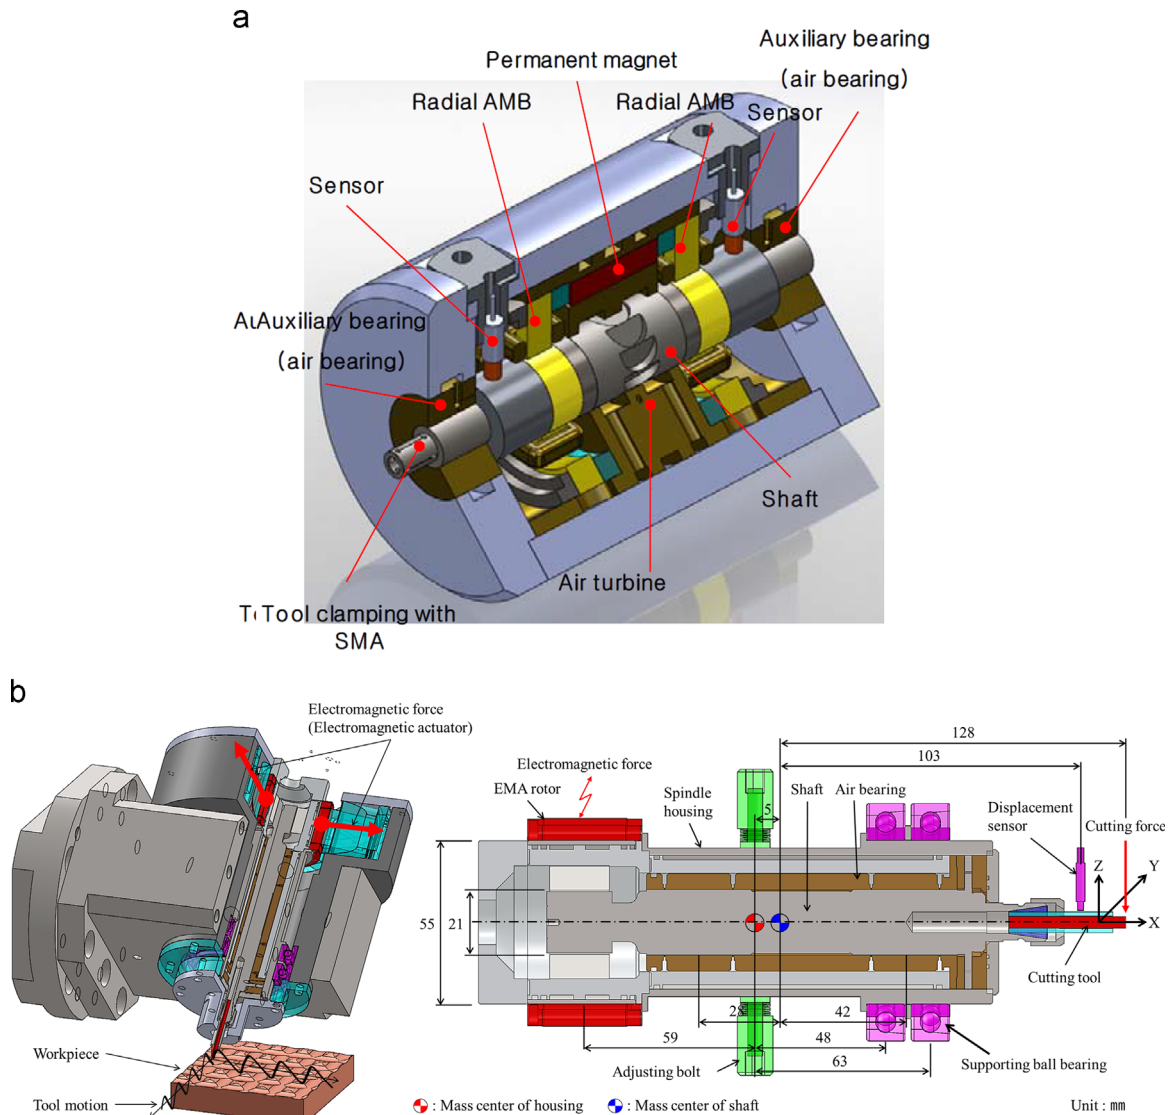 a
Auxiliary bearing
(air bearing)
Permanent magnet
Radial AMB
Radial AMB
Sensor
Sensor
AuAuxiliary bearing
(air bearing)
Shaft
Air turbine
ToTool clamping with
SMA
b
Electromagnetic force
(Electromagnetic actuator)
Workpiece
Tool motion
128
103
Electromagnetic force
EMA rotor
Spindle
housing
5
Shaft
Air bearing
Displacement
sensor
Cutting force
Z
Y
X
55
21
Cutting tool
28
42
59
48
63
Adjusting bolt
Supporting ball bearing
: Mass center of housing
: Mass center of shaft
Unit : mm